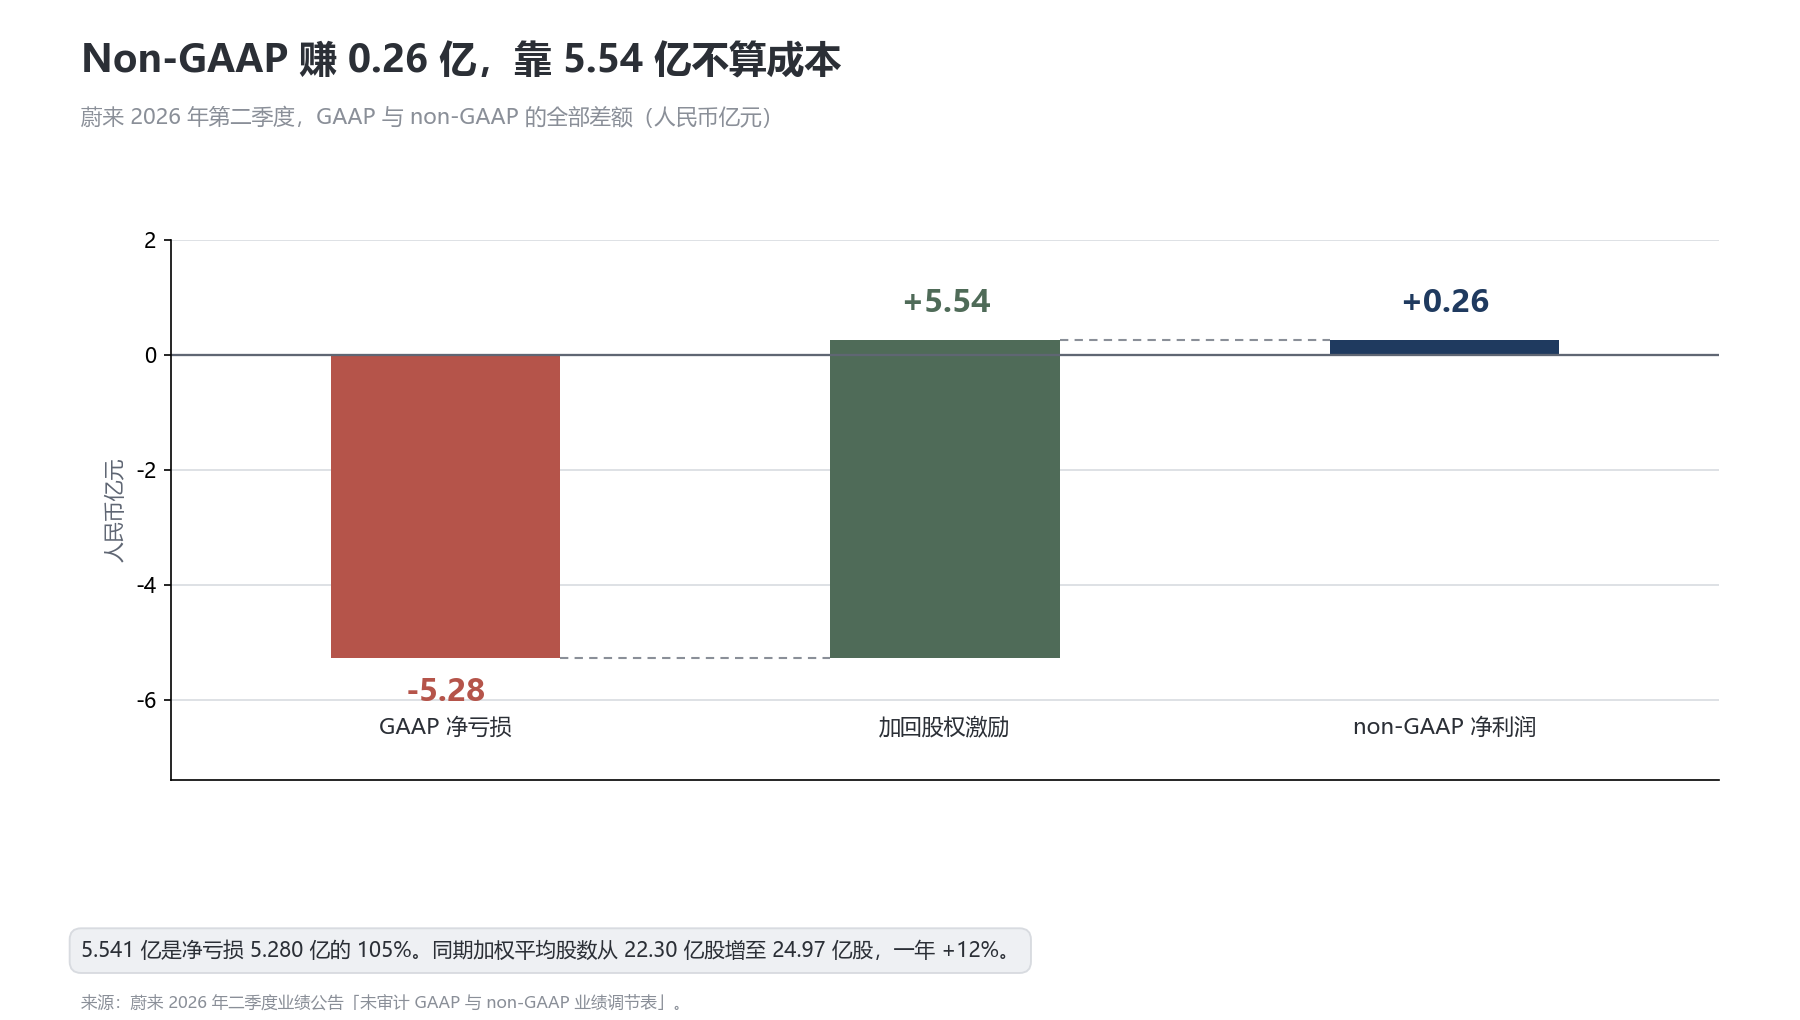 Non-GAAP 赚 0.26 亿，靠 5.54 亿不算成本
蔚来 2026 年第二季度，GAAP 与 non-GAAP 的全部差额（人民币亿元）
人民币亿元
2
0
-2
-4
-6
+5.54
+0.26
-5.28
GAAP 净亏损
加回股权激励
non-GAAP 净利润
5.541 亿是净亏损 5.280 亿的 105%。同期加权平均股数从 22.30 亿股增至 24.97 亿股，一年 +12%。
来源：蔚来 2026 年二季度业绩公告「未审计 GAAP 与 non-GAAP 业绩调节表」。